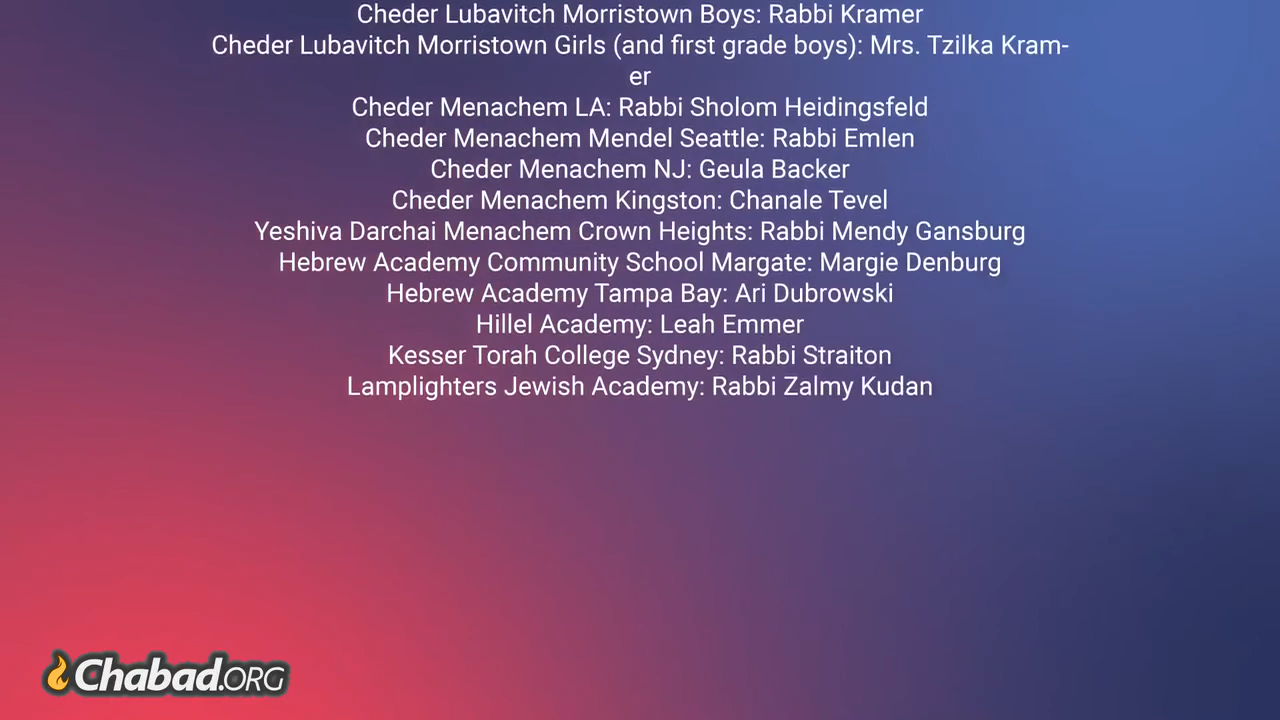 Cheder Lubavitch Morristown Boys: Rabbi Kramer
Cheder Lubavitch Morristown Girls (and first grade boys): Mrs. Tzilka Kram-
er
Cheder Menachem LA: Rabbi Sholom Heidingsfeld
Cheder Menachem Mendel Seattle: Rabbi Emlen
Cheder Menachem NJ: Geula Backer
Cheder Menachem Kingston: Chanale Tevel
Yeshiva Darchai Menachem Crown Heights: Rabbi Mendy Gansburg
Hebrew Academy Community School Margate: Margie Denburg
Hebrew Academy Tampa Bay: Ari Dubrowski
Hillel Academy: Leah Emmer
Kesser Torah College Sydney: Rabbi Straiton
Lamplighters Jewish Academy: Rabbi Zalmy Kudan
Chabad.ORG